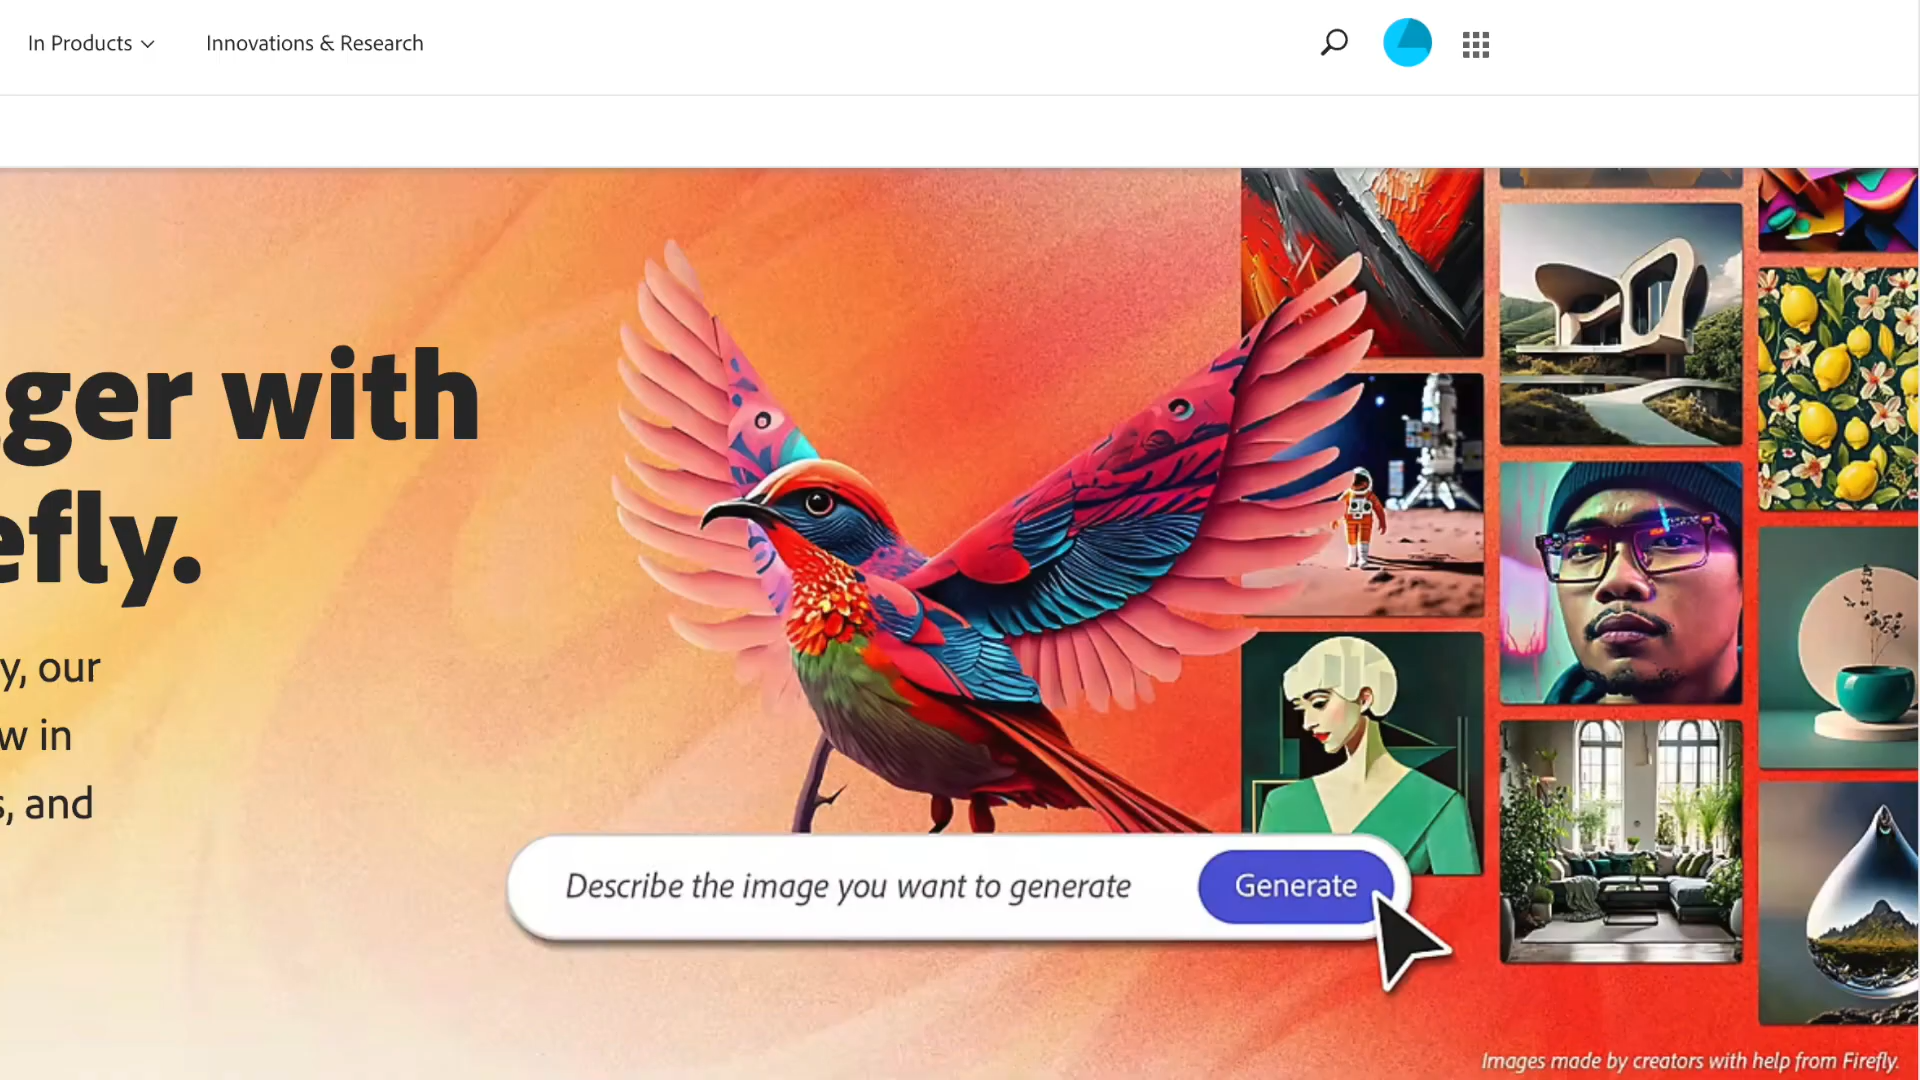 In Products
Innovations & Research
gger with
efly.
y, our
w in
s, and
Describe the image you want to generate
Generate
Images made by creators with help from Firefly.